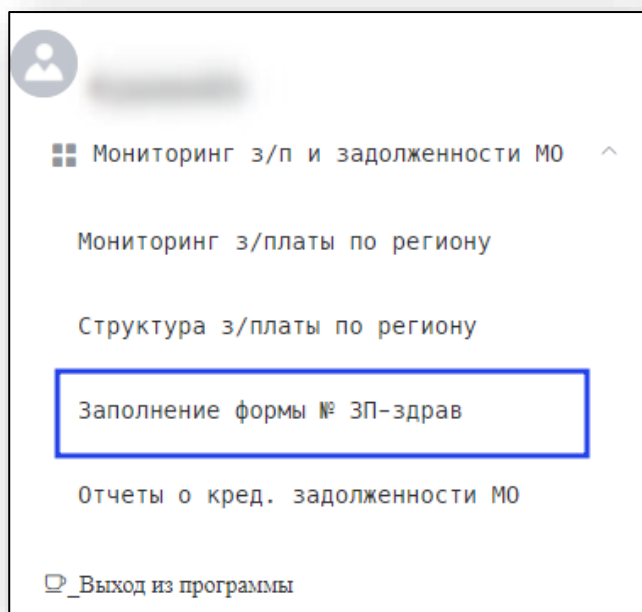 Мониторинг з/п и задолженности МО
Мониторинг з/платы по региону
Структура з/платы по региону
Заполнение формы № ЗП-здрав
Отчеты о кред. задолженности МО
_Выход из программы